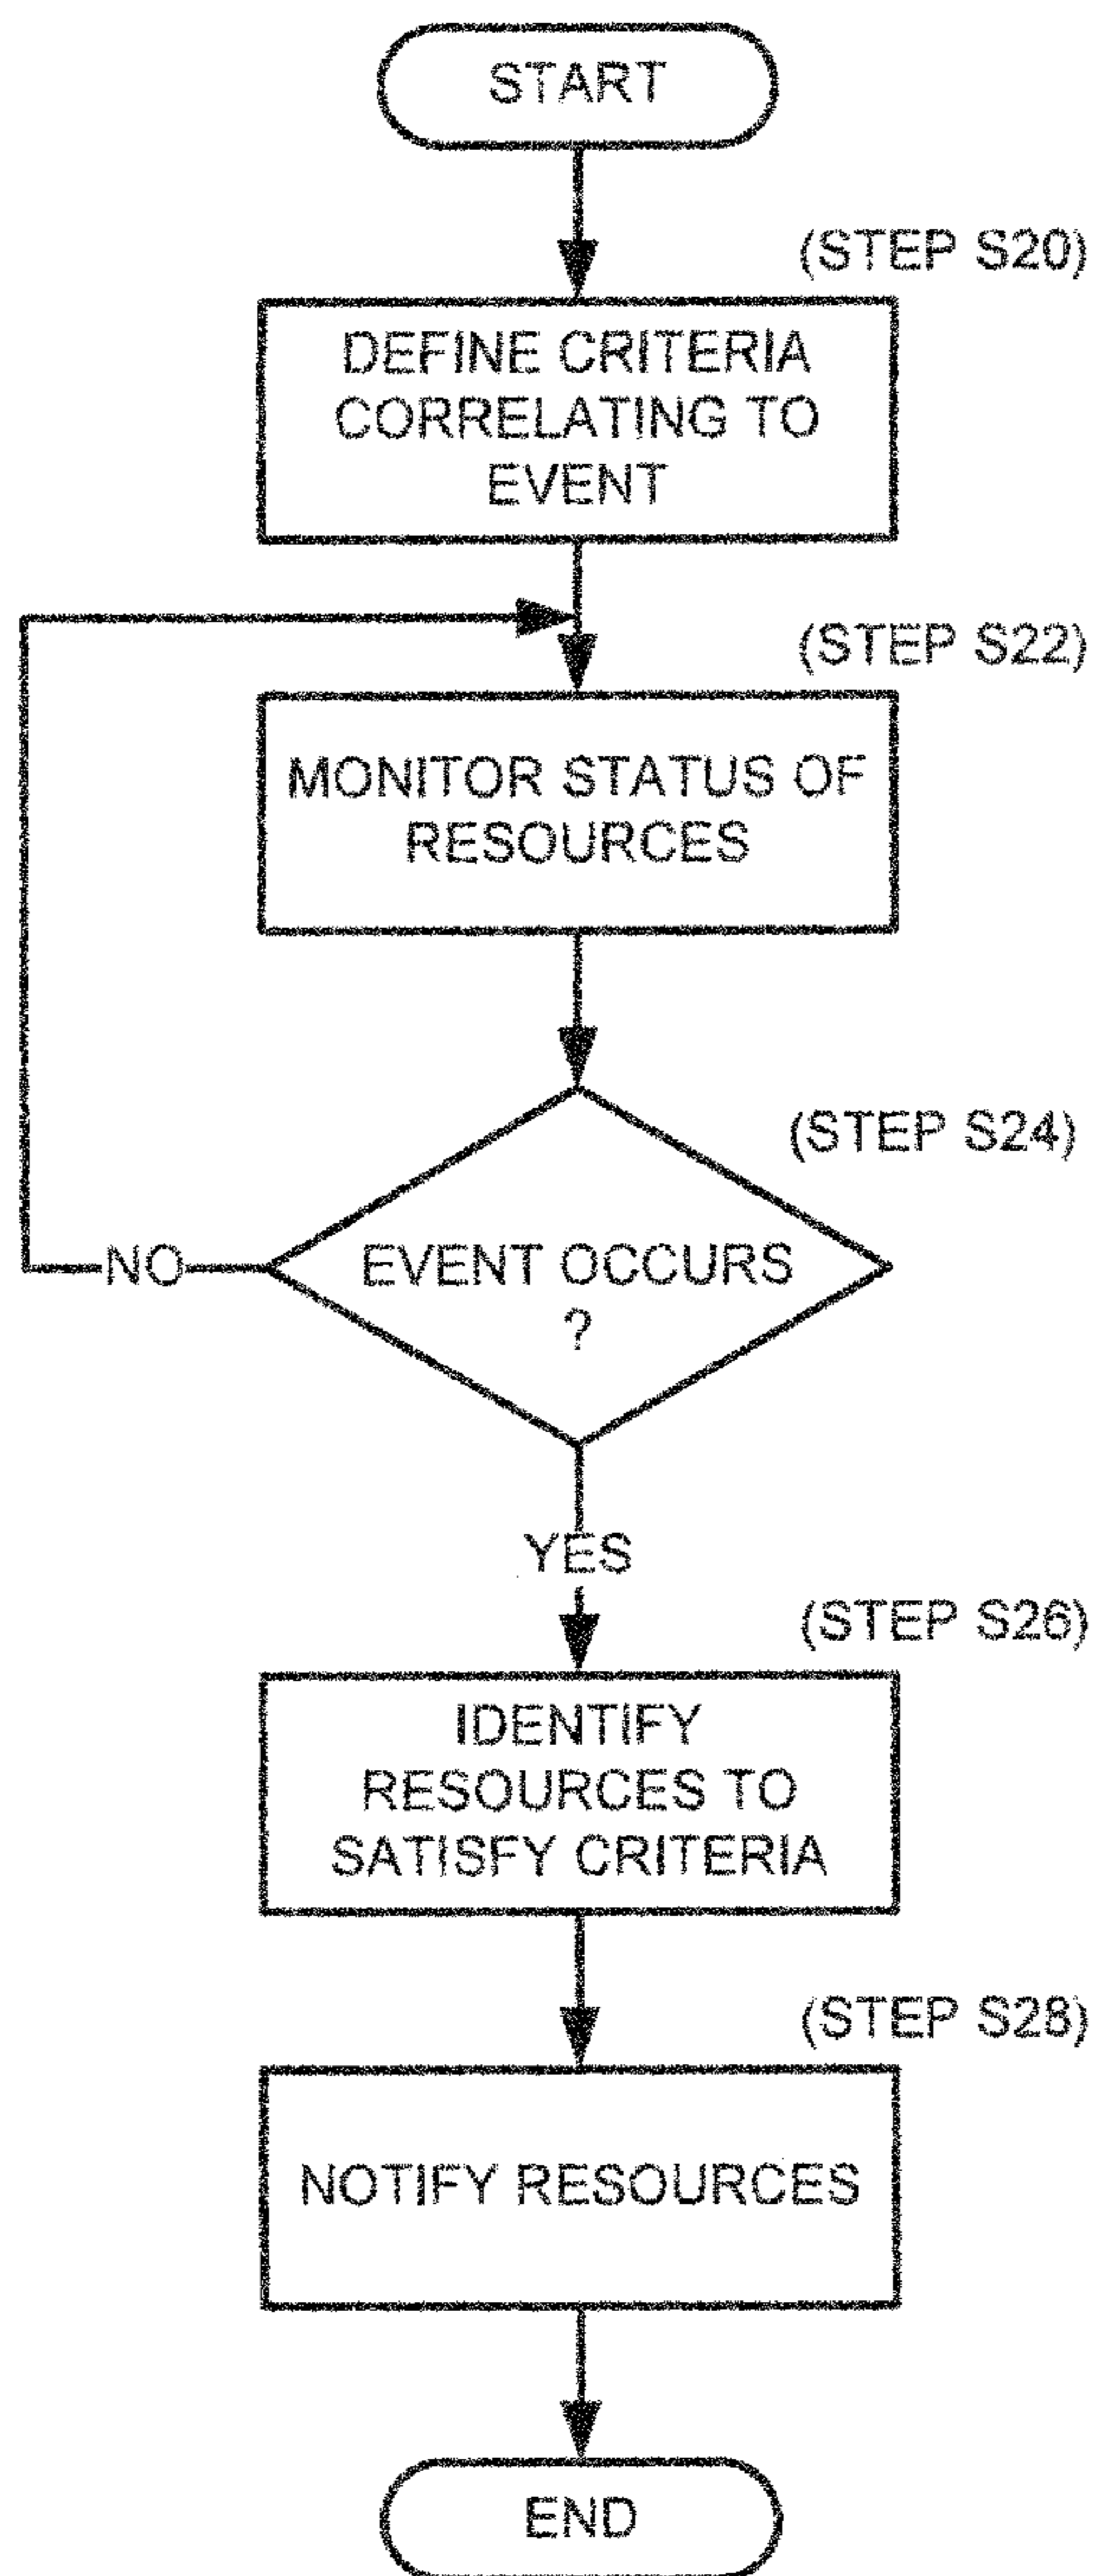 START
(STEP S20)
DEFINE CRITERIA
CORRELATING TO
EVENT
(STEP S22)
MONITOR STATUS OF
RESOURCES
(STEP S24)
EVENT OCCURS
?
NO
YES
(STEP S26)
IDENTIFY
RESOURCES TO
SATISFY CRITERIA
(STEP S28)
NOTIFY RESOURCES
END